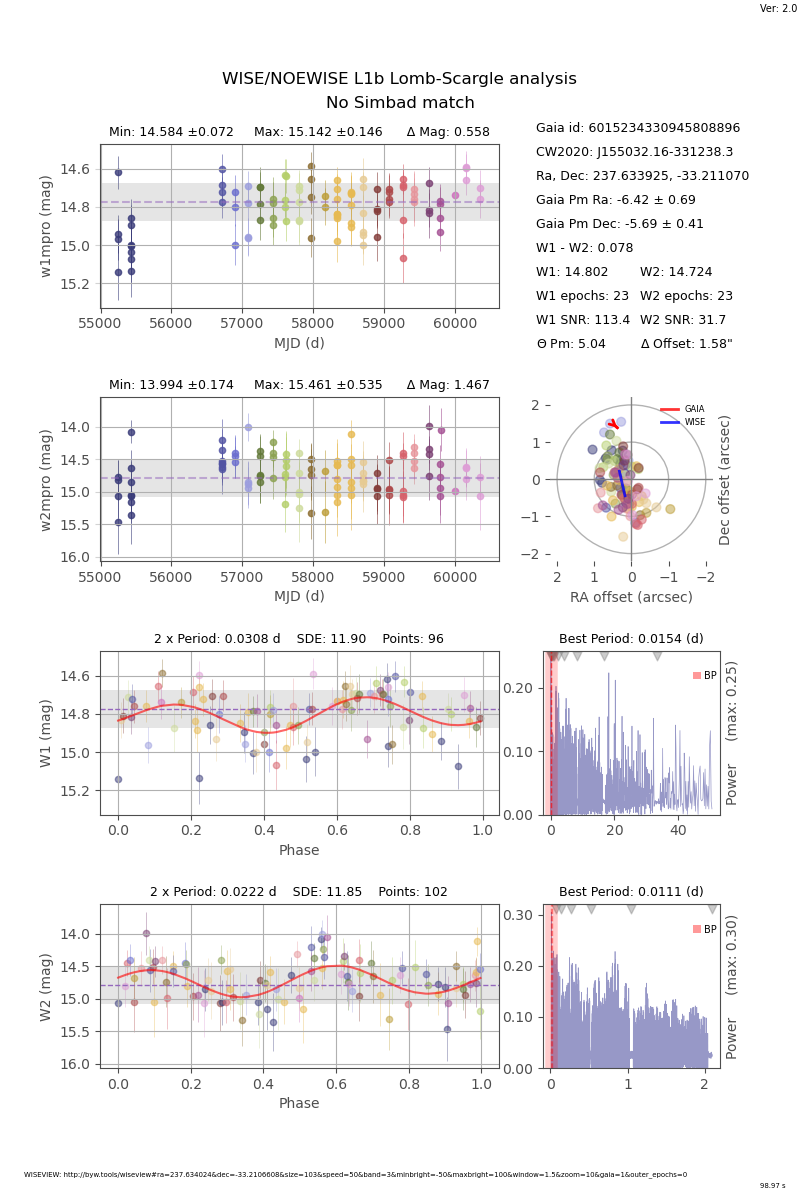 Ver: 2.0
WISE/NOEWISE L1b Lomb-Scargle analysis
No Simbad match
Min: 14.584 ±0.072 Max: 15.142 ±0.146 Δ Mag: 0.558
w1mpro (mag)
14.6
14.8
15.0
15.2
55000 56000 57000 58000 59000 60000
MJD (d)
Gaia id: 6015234330945808896
CW2020: J155032.16-331238.3
Ra, Dec: 237.633925, -33.211070
Gaia Pm Ra: -6.42 ± 0.69
Gaia Pm Dec: -5.69 ± 0.41
W1 - W2: 0.078
W1: 14.802 W2: 14.724
W1 epochs: 23 W2 epochs: 23
W1 SNR: 113.4 W2 SNR: 31.7
Θ Pm: 5.04 Δ Offset: 1.58"
Min: 13.994 ±0.174 Max: 15.461 ±0.535 Δ Mag: 1.467
w2mpro (mag)
14.0
14.5
15.0
15.5
16.0
55000 56000 57000 58000 59000 60000
MJD (d)
GAIA
WISE
2
1
0
−1
−2
2 1 0 −1 −2
RA offset (arcsec)
Dec offset (arcsec)
2 x Period: 0.0308 d SDE: 11.90 Points: 96
W1 (mag)
14.6
14.8
15.0
15.2
0.0 0.2 0.4 0.6 0.8 1.0
Phase
Best Period: 0.0154 (d)
BP
0.20
0.10
0.00
0 20 40
Power (max: 0.25)
2 x Period: 0.0222 d SDE: 11.85 Points: 102
W2 (mag)
14.0
14.5
15.0
15.5
16.0
0.0 0.2 0.4 0.6 0.8 1.0
Phase
Best Period: 0.0111 (d)
BP
0.30
0.20
0.10
0.00
0 1 2
Power (max: 0.30)
WISEVIEW: http://byw.tools/wiseview#ra=237.634024&dec=-33.2106608&size=103&speed=50&band=3&minbright=-50&maxbright=100&window=1.5&zoom=10&gaia=1&outer_epochs=0
98.97 s